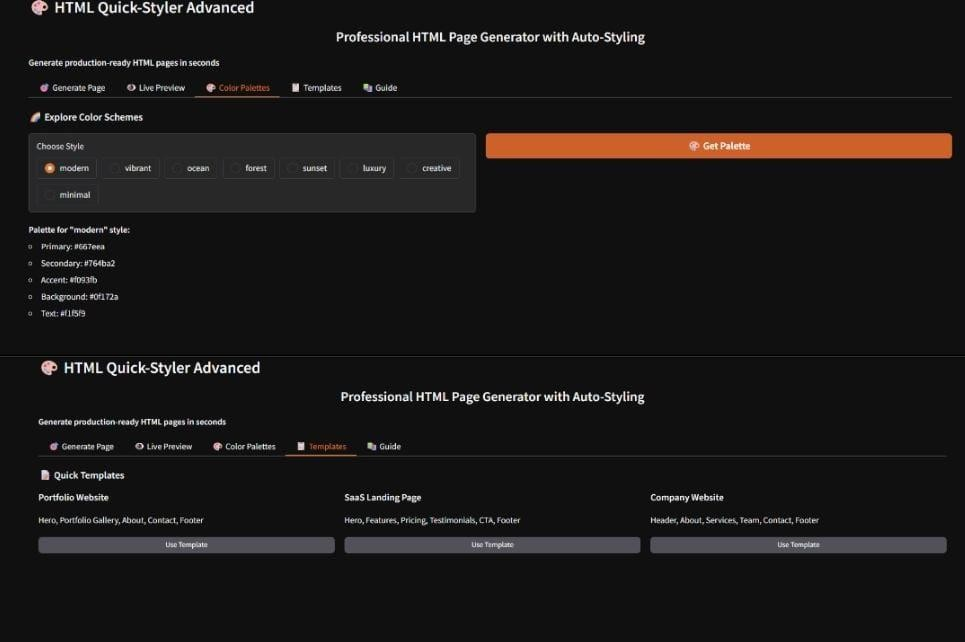 HTML Quick-Styler Advanced
Professional HTML Page Generator with Auto-Styling
Generate production-ready HTML pages in seconds
Generate Page Live Preview Color Palettes Templates Guide
Explore Color Schemes
Choose Style
modern vibrant ocean forest sunset luxury creative
minimal
Get Palette
Palette for "modern" style:
Primary: #667eea
Secondary: #764ba2
Accent: #f093fb
Background: #0f172a
Text: #f1f5f9
HTML Quick-Styler Advanced
Professional HTML Page Generator with Auto-Styling
Generate production-ready HTML pages in seconds
Generate Page Live Preview Color Palettes Templates Guide
Quick Templates
Portfolio Website
Hero, Portfolio Gallery, About, Contact, Footer
Use Template
SaaS Landing Page
Hero, Features, Pricing, Testimonials, CTA, Footer
Use Template
Company Website
Header, About, Services, Team, Contact, Footer
Use Template